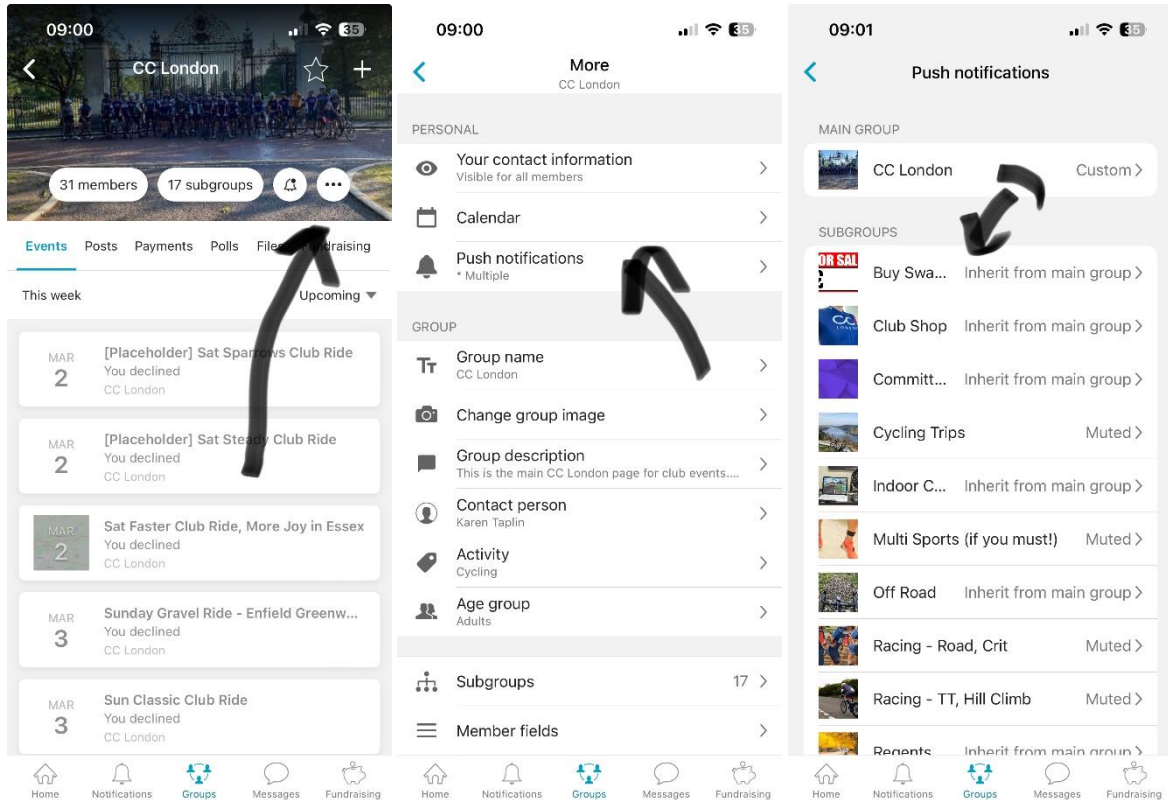 09:00
35
CC London
31 members
17 subgroups
Events Posts Payments Polls Files Fundraising
This week
Upcoming
MAR
2
[Placeholder] Sat Sparrows Club Ride
You declined
CC London
MAR
2
[Placeholder] Sat Steady Club Ride
You declined
CC London
MAR
2
Sat Faster Club Ride, More Joy in Essex
You declined
CC London
MAR
3
Sunday Gravel Ride - Enfield Greenw...
You declined
CC London
MAR
3
Sun Classic Club Ride
You declined
CC London
Home Notifications Groups Messages Fundraising
09:00
35
More
CC London
PERSONAL
Your contact information
Visible for all members
Calendar
Push notifications
* Multiple
GROUP
Group name
CC London
Change group image
Group description
This is the main CC London page for club events....
Contact person
Karen Taplin
Activity
Cycling
Age group
Adults
Subgroups 17
Member fields
Home Notifications Groups Messages Fundraising
09:01
35
Push notifications
MAIN GROUP
CC London Custom
SUBGROUPS
OR SAL
Buy Swa... Inherit from main group
Club Shop Inherit from main group
Committ... Inherit from main group
Cycling Trips Muted
Indoor C... Inherit from main group
Multi Sports (if you must!) Muted
Off Road Inherit from main group
Racing - Road, Crit Muted
Racing - TT, Hill Climb Muted
Regents Inherit from main group
Home Notifications Groups Messages Fundraising